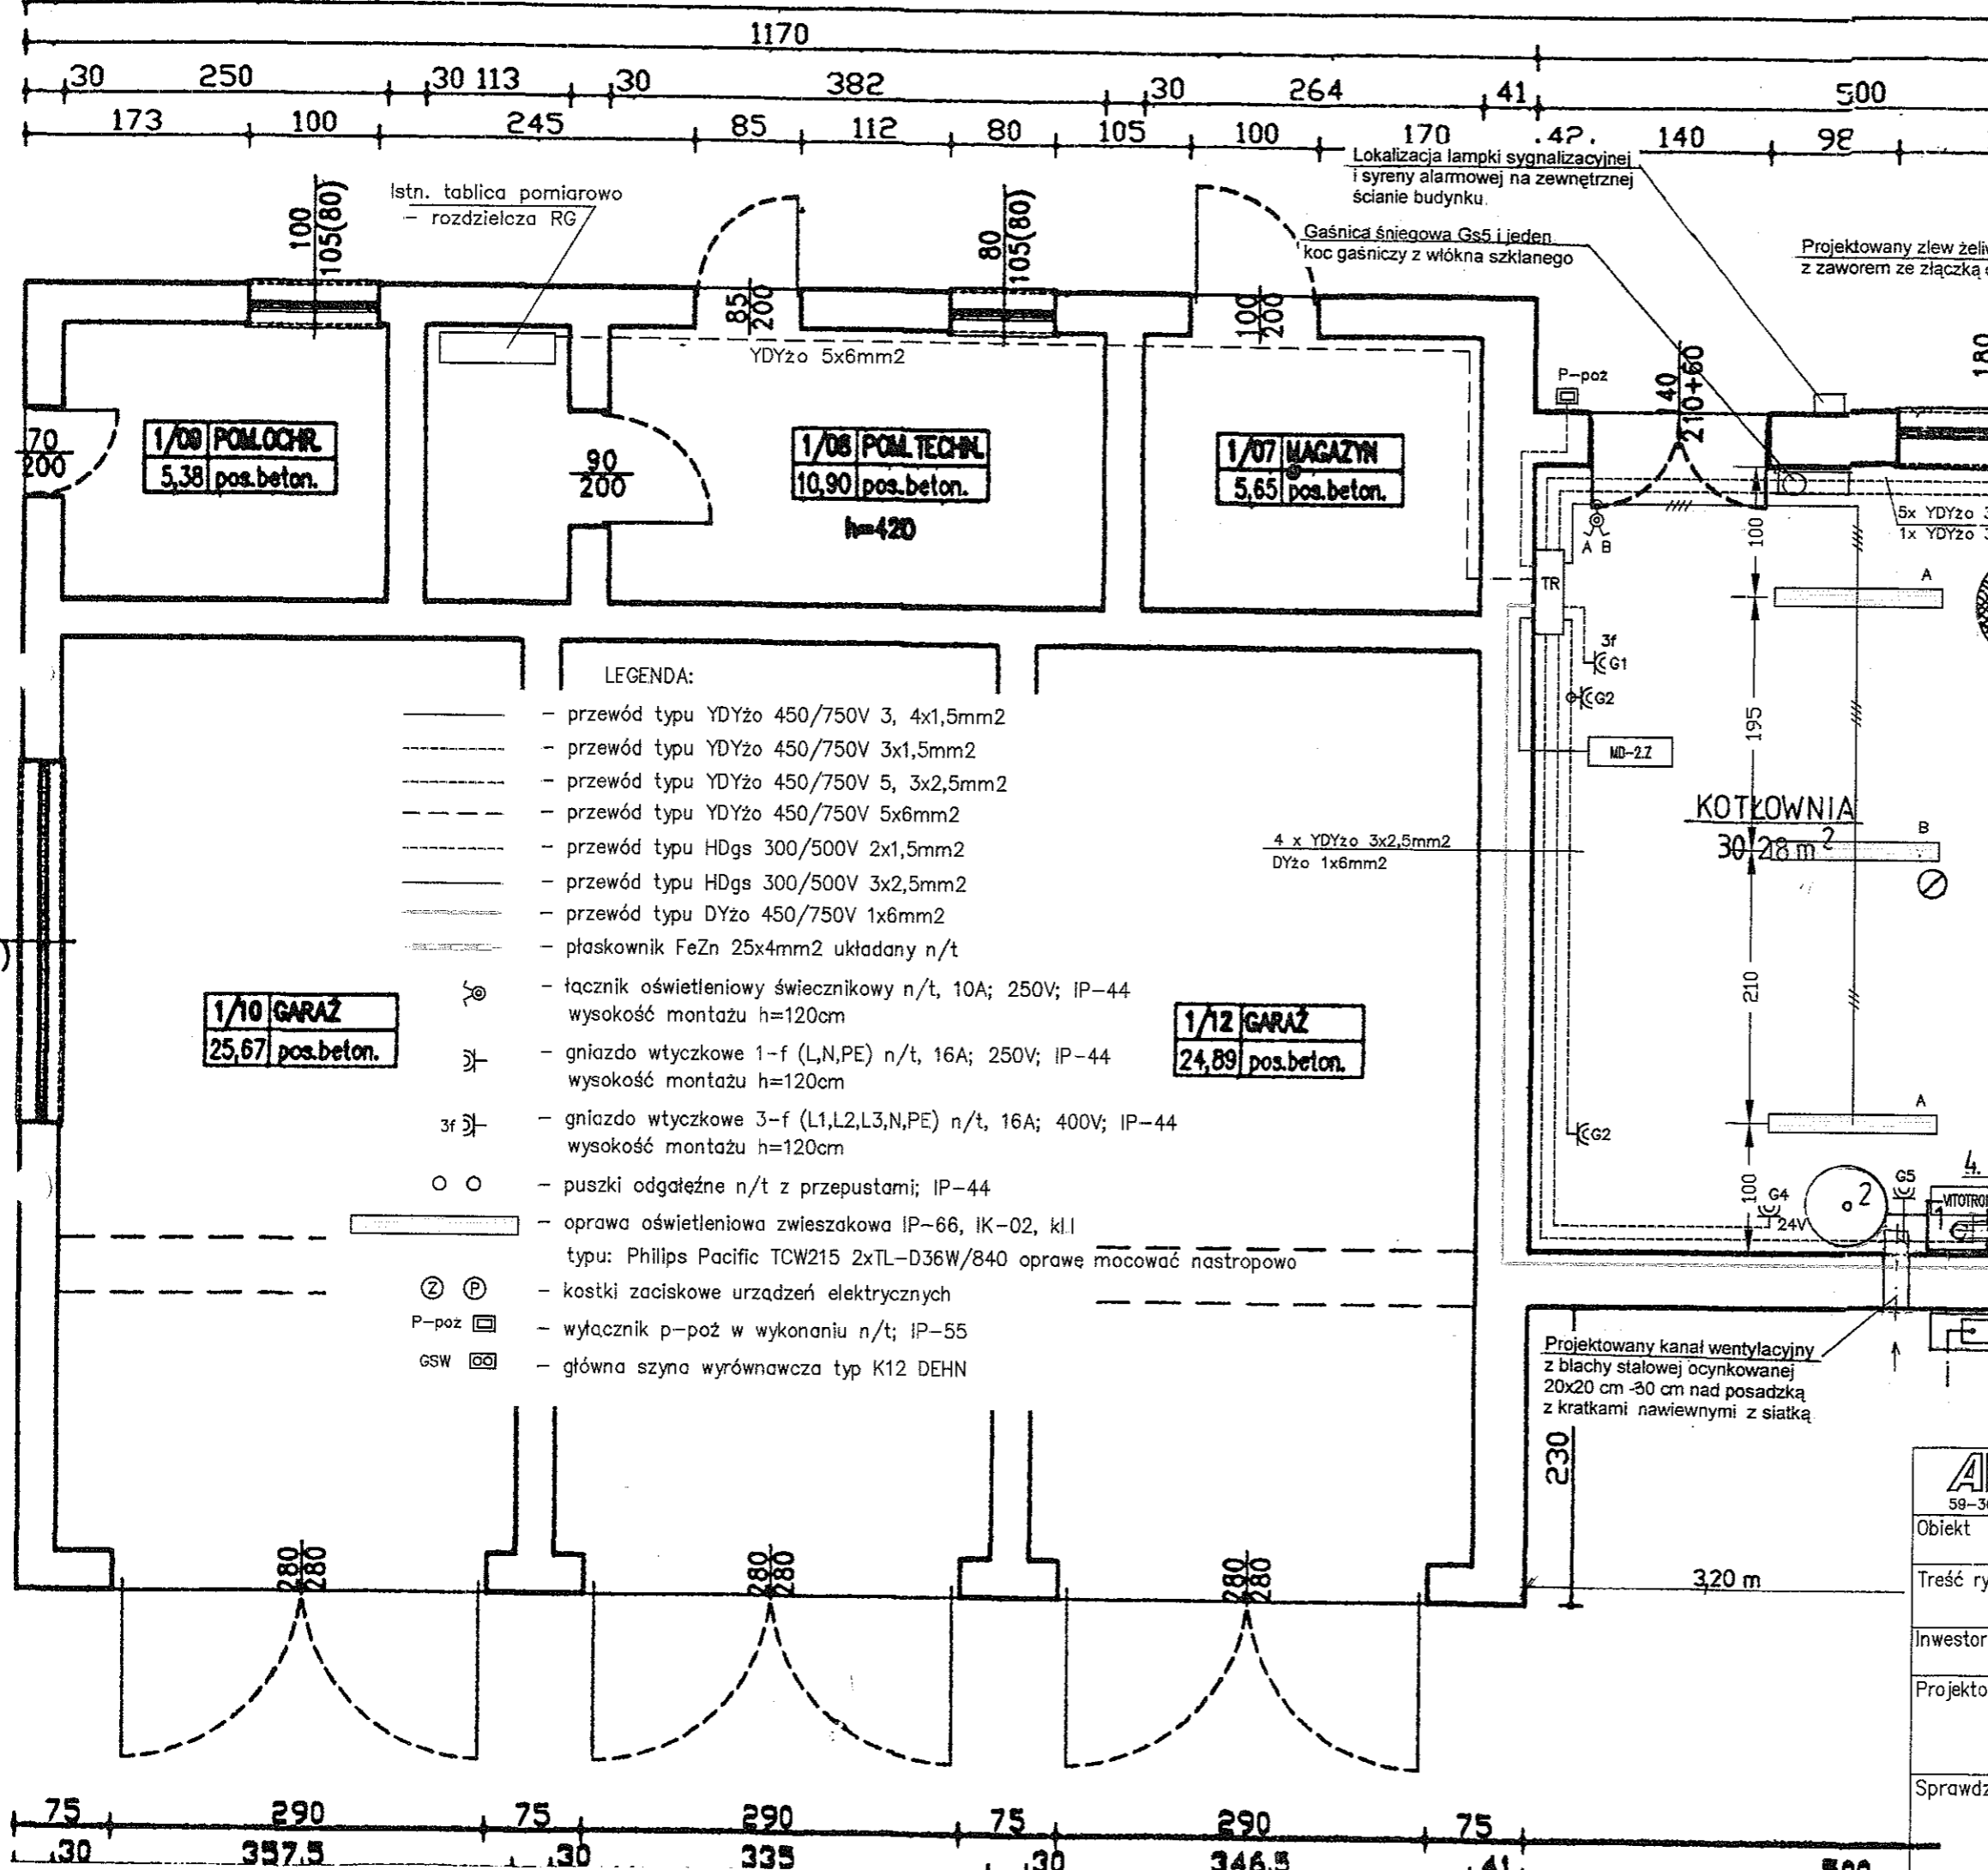 1170
30 250 30 113 30 382 30 264 41 500
173 100 245 85 112 80 105 100 170 42 140 98
Lokalizacja lampki sygnalizacyjnej
i syreny alarmowej na zewnętrznej
ścianie budynku.
Istn. tablica pomiarowo
- rozdzielcza RG
100
105(80)
80
105(80)
Gaśnica śniegowa Gs5 i jeden
koc gaśniczy z włókna szklanego
Projektowany zlew
z zaworem ze złączką
85
200
100
200
180
YDYżo 5x6mm2
P-poż
40
210+60
70
200
1/09 POM.OCHR.
5,38 pos.beton.
90
200
1/08 POM.TECHN.
10,90 pos.beton.
h=420
1/07 MAGAZYN
5,65 pos.beton.
5x YDYżo
1x YDYżo
A B
100
TR
A
3f
G1
G2
195
MD-2.Z
KOTŁOWNIA
30,28 m2
B
4 x YDYżo 3x2,5mm2
DYżo 1x6mm2
210
LEGENDA:
- przewód typu YDYżo 450/750V 3, 4x1,5mm2
- przewód typu YDYżo 450/750V 3x1,5mm2
- przewód typu YDYżo 450/750V 5, 3x2,5mm2
- przewód typu YDYżo 450/750V 5x6mm2
- przewód typu HDgs 300/500V 2x1,5mm2
- przewód typu HDgs 300/500V 3x2,5mm2
- przewód typu DYżo 450/750V 1x6mm2
- płaskownik FeZn 25x4mm2 układany n/t
- łącznik oświetleniowy świecznikowy n/t, 10A; 250V; IP-44
wysokość montażu h=120cm
- gniazdo wtyczkowe 1-f (L,N,PE) n/t, 16A; 250V; IP-44
wysokość montażu h=120cm
3f - gniazdo wtyczkowe 3-f (L1,L2,L3,N,PE) n/t, 16A; 400V; IP-44
wysokość montażu h=120cm
- puszki odgałęźne n/t z przepustami; IP-44
- oprawa oświetleniowa zwieszakowa IP-66, IK-02, kl.I
typu: Philips Pacific TCW215 2xTL-D36W/840 oprawę mocować nastropowo
Z P - kostki zaciskowe urządzeń elektrycznych
P-poż - wyłącznik p-poż w wykonaniu n/t; IP-55
GSW - główna szyna wyrównawcza typ K12 DEHN
1/10 GARAŻ
25,67 pos.beton.
1/12 GARAŻ
24,89 pos.beton.
A
G2
100
G4
24V
2
G5
4.
1
Projektowany kanał wentylacyjny
z blachy stalowej ocynkowanej
20x20 cm -30 cm nad posadzką
z kratkami nawiewnymi z siatką
230
3,20 m
Obiekt
Treść
Inwestor
280
280
280
280
280
280
75 290 75 290 75 290 75
30 357,5 30 335 30 346,5 41 500